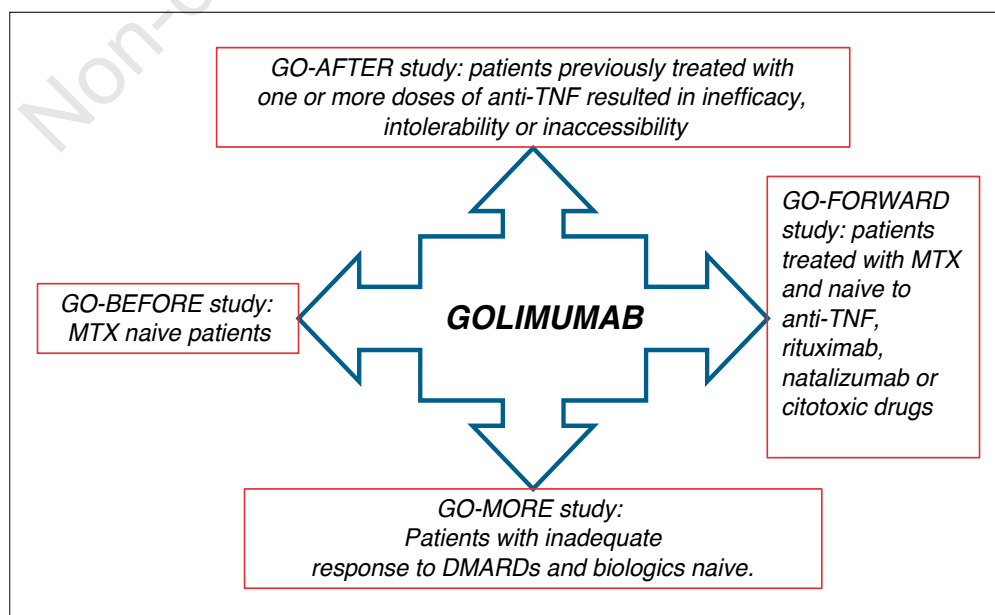 Non-c
GO-AFTER study: patients previously treated with
one or more doses of anti-TNF resulted in inefficacy,
intolerability or inaccessibility
GO-FORWARD
study: patients
treated with MTX
and naive to
anti-TNF,
rituximab,
natalizumab or
citotoxic drugs
GO-BEFORE study:
MTX naive patients
GOLIMUMAB
GO-MORE study:
Patients with inadequate
response to DMARDs and biologics naive.